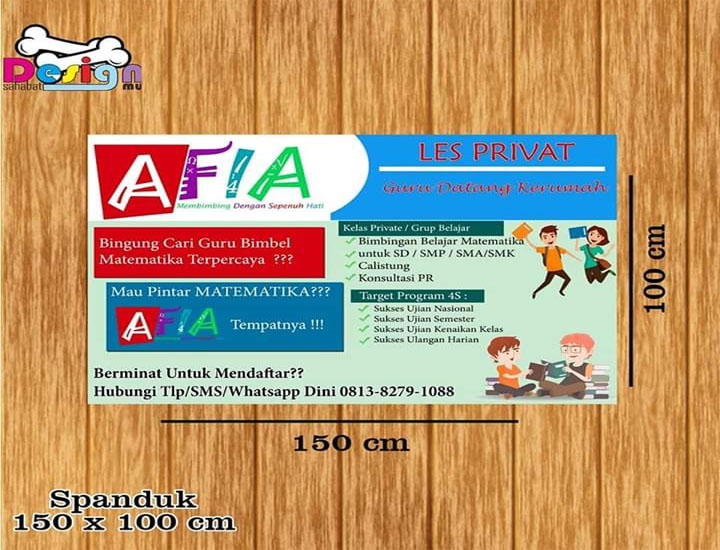 Design
sahabat mu
AFIA
Membimbing Dengan Sepenuh Hati
LES PRIVAT
Guru Datang Kerumah
Bingung Cari Guru Bimbel
Matematika Terpercaya ???
Mau Pintar MATEMATIKA???
AFIA Tempatnya !!!
Kelas Private / Grup Belajar
Bimbingan Belajar Matematika
untuk SD / SMP / SMA/SMK
Calistung
Konsultasi PR
Target Program 4S :
Sukses Ujian Nasional
Sukses Ujian Semester
Sukses Ujian Kenaikan Kelas
Sukses Ulangan Harian
Berminat Untuk Mendaftar??
Hubungi Tlp/SMS/Whatsapp Dini 0813-8279-1088
100 cm
150 cm
Spanduk
150 x 100 cm